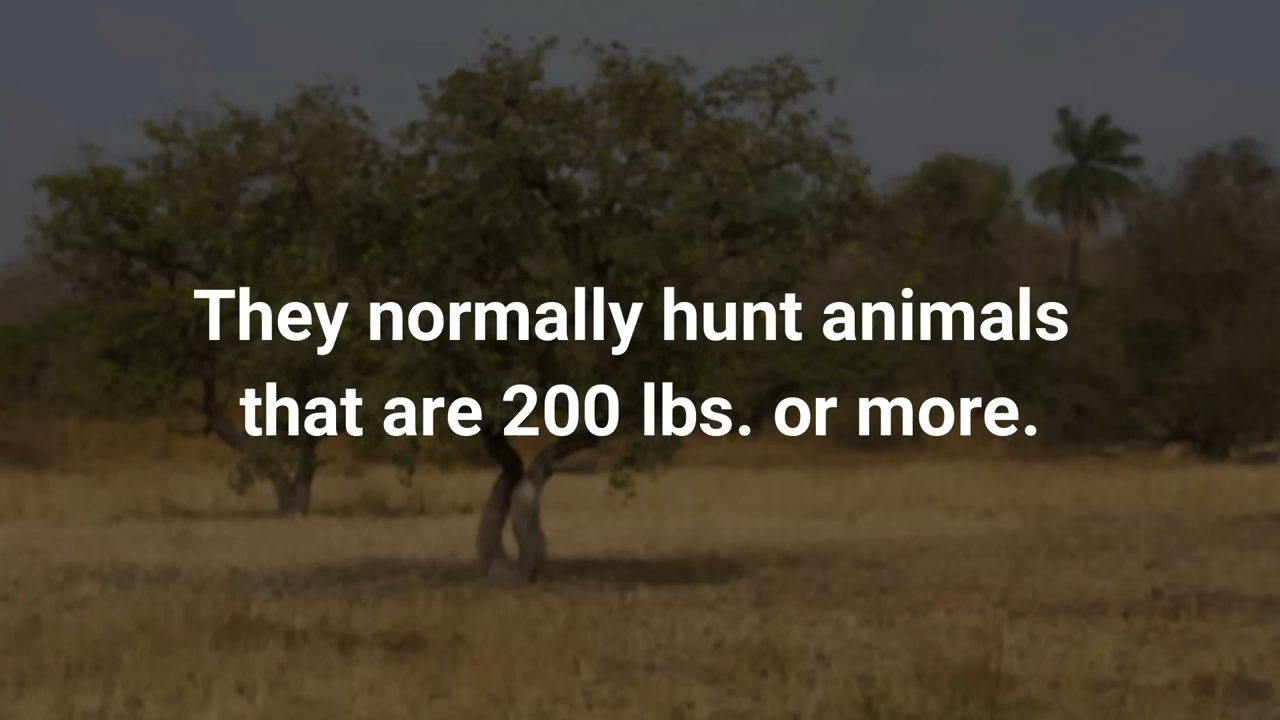 They normally hunt animals
that are 200 lbs. or more.